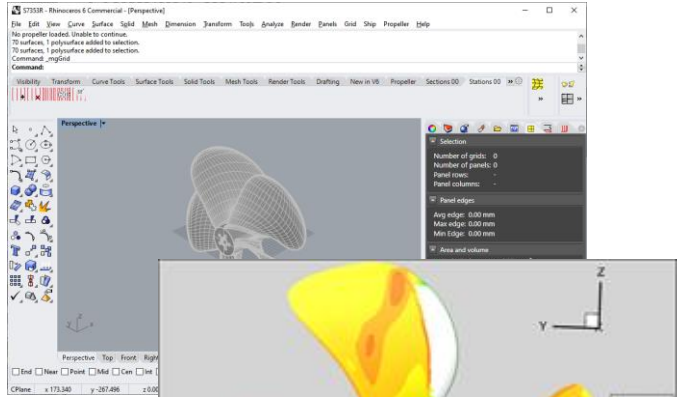 S7353R - Rhinoceros 6 Commercial - [Perspective]
File Edit View Curve Surface Solid Mesh Dimension Transform Tools Analyze Render Panels Grid Ship Propeller Help
No propeller loaded. Unable to continue.
70 surfaces, 1 polysurface added to selection.
70 surfaces, 1 polysurface added to selection.
Command: _mgGrid
Command:
Visibility Transform Curve Tools Surface Tools Solid Tools Mesh Tools Render Tools Drafting New in V6 Propeller Sections 00 Stations 00
Perspective
Selection
Number of grids: 0
Number of panels: 0
Panel rows: -
Panel columns: -
Panel edges
Avg edge: 0.00 mm
Max edge: 0.00 mm
Min Edge: 0.00 mm
Area and volume
z
x
Z
Y
Perspective Top Front Right
End Near Point Mid Cen Int
CPlane x 173.340 y -267.496 z 0.00